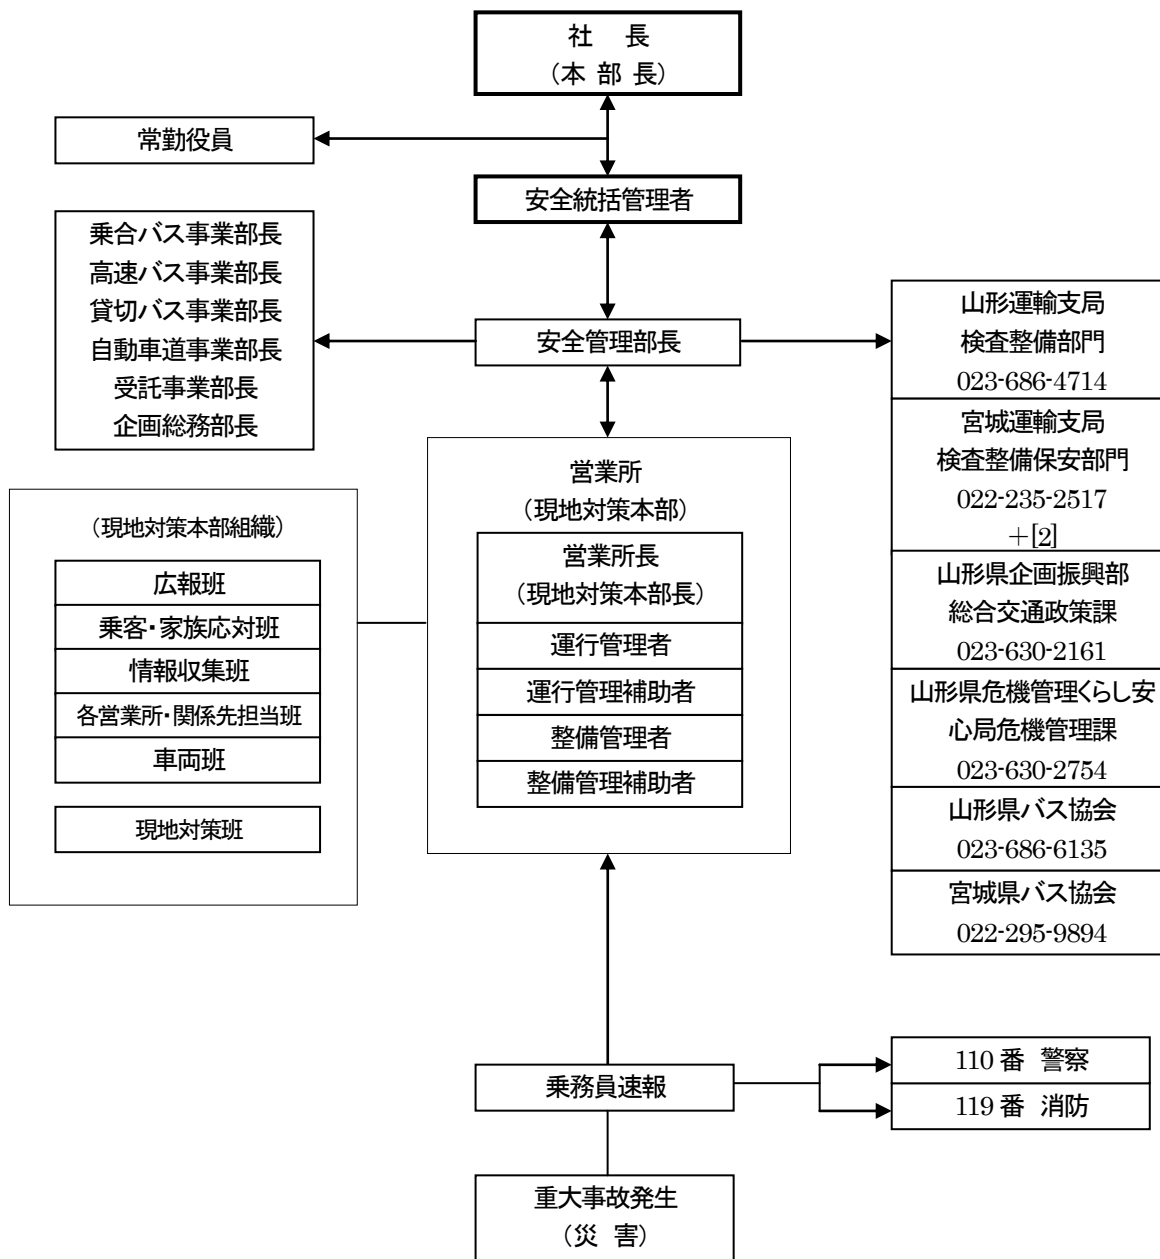 社 長
（本 部 長）
常勤役員
安全統括管理者
乗合バス事業部長
高速バス事業部長
貸切バス事業部長
自動車道事業部長
受託事業部長
企画総務部長
安全管理部長
山形運輸支局
検査整備部門
023-686-4714
宮城運輸支局
検査整備保安部門
022-235-2517
+[2]
山形県企画振興部
総合交通政策課
023-630-2161
山形県危機管理くらし安
心局危機管理課
023-630-2754
山形県バス協会
023-686-6135
宮城県バス協会
022-295-9894
営業所
（現地対策本部）
営業所長
（現地対策本部長）
運行管理者
運行管理補助者
整備管理者
整備管理補助者
（現地対策本部組織）
広報班
乗客・家族応対班
情報収集班
各営業所・関係先担当班
車両班
現地対策班
乗務員速報
110 番 警察
119 番 消防
重大事故発生
（災 害）